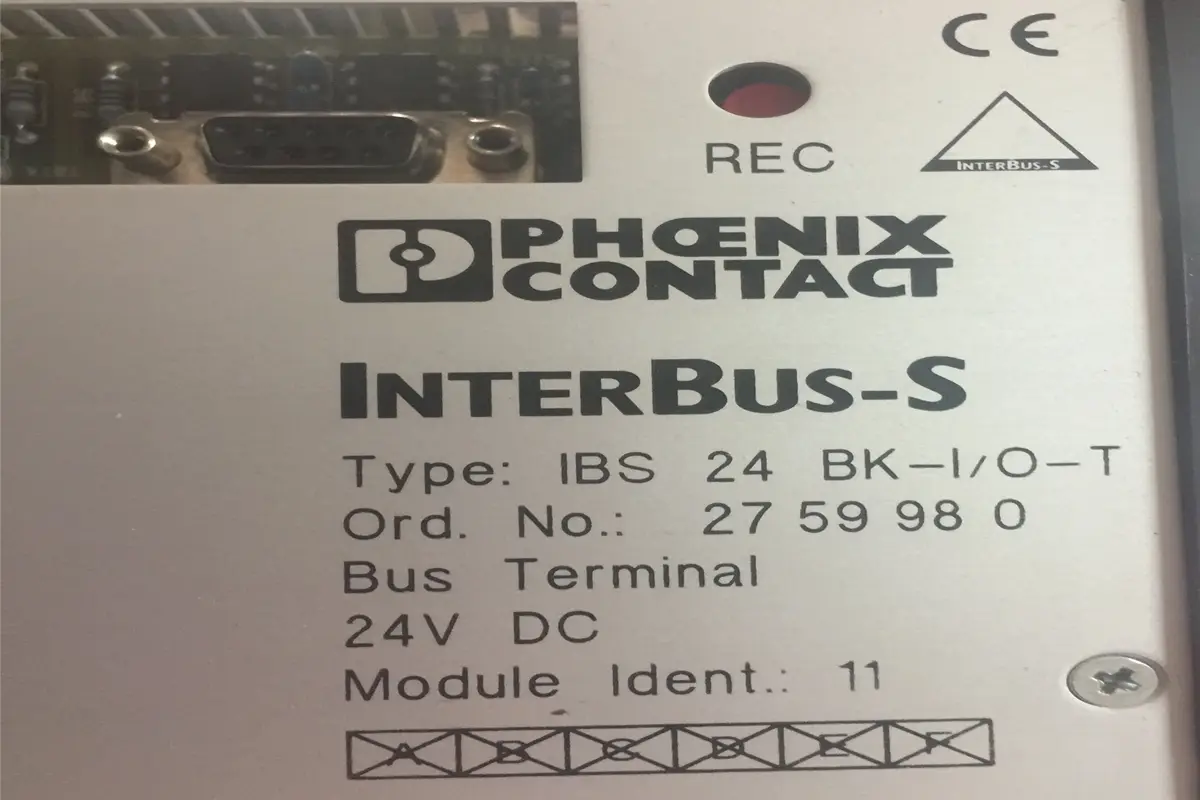 CE
REC
INTERBUS-S
PHŒNIX
CONTACT
INTERBUS-S
Type: IBS 24 BK-I/O-T
Ord. No.: 27 59 98 0
Bus Terminal
24V DC
Module Ident.: 11
A B C D E F